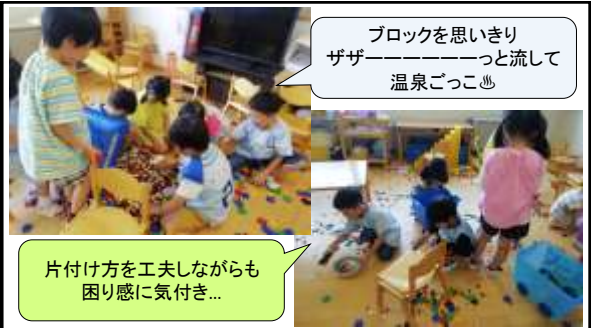 ブロックを思いきり
ザザーーーーーーーっと流して
温泉ごっこ♨
片付け方を工夫しながらも
困り感に気付き...